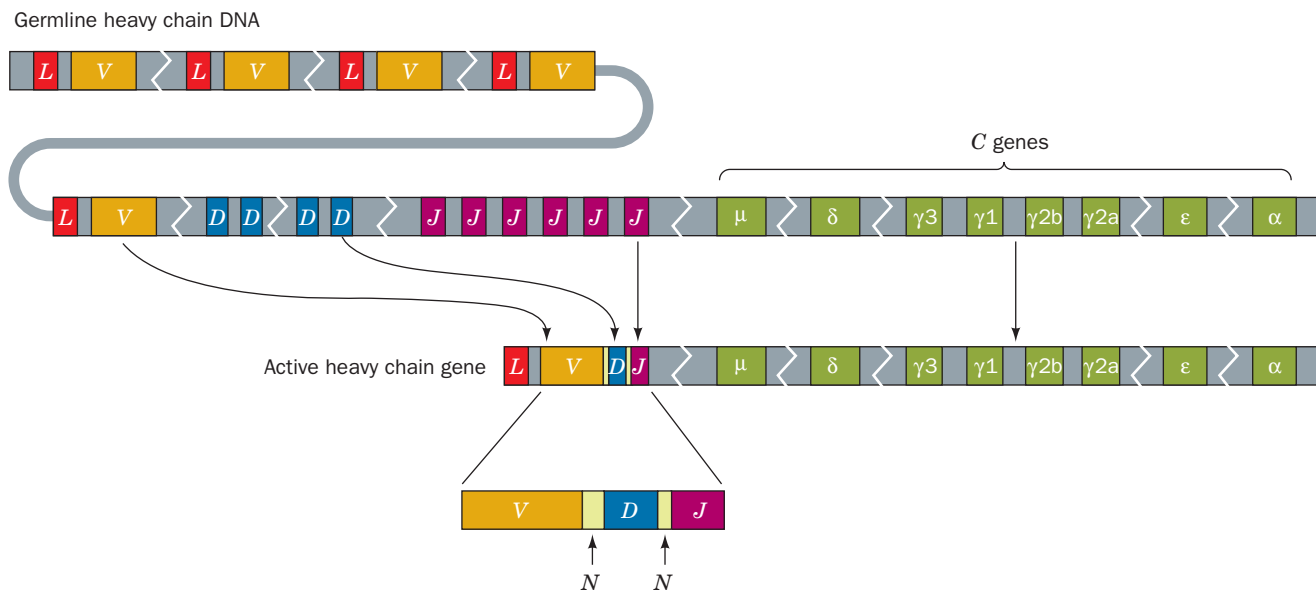 Germline heavy chain DNA
L V L V L V L V
C genes
L V D D D D J J J J J J μ δ γ3 γ1 γ2b γ2a ε α
Active heavy chain gene L V D J μ δ γ3 γ1 γ2b γ2a ε α
V D J
N N